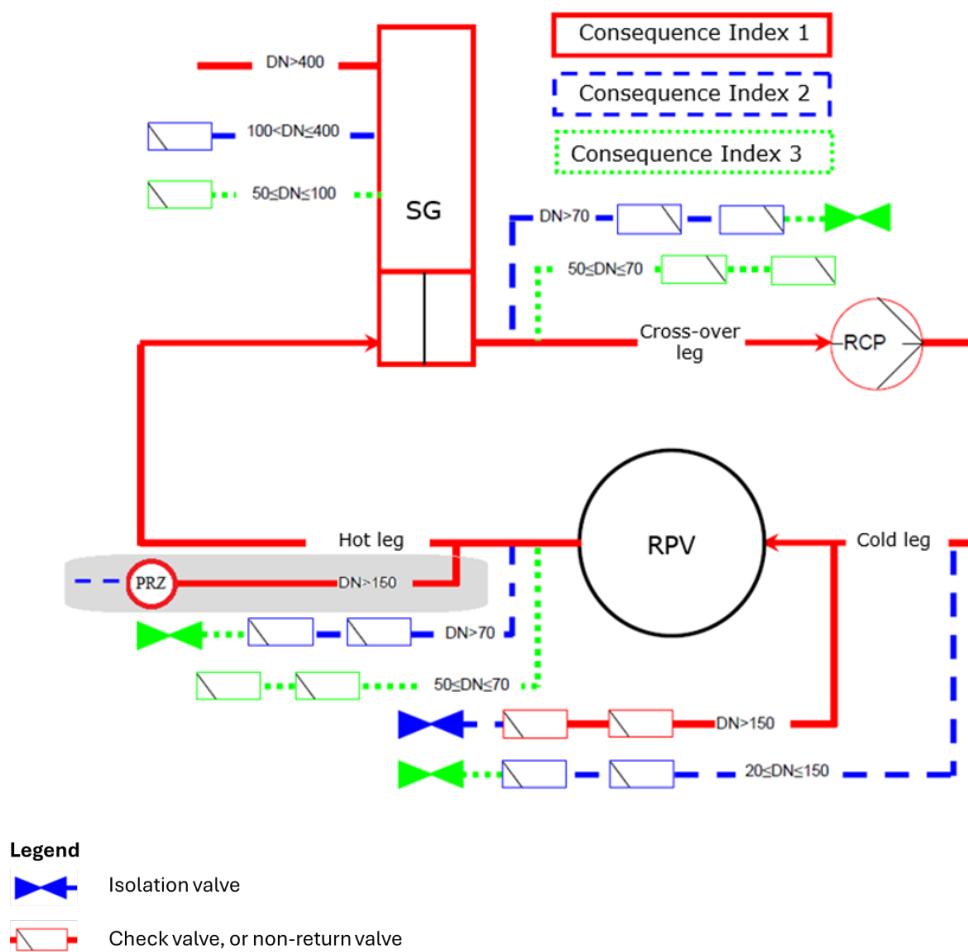 Consequence Index 1
DN>400
Consequence Index 2
100<DN≤400
Consequence Index 3
50≤DN≤100
SG
DN>70
50≤DN≤70
Cross-over
leg
RCP
Hot leg
RPV
Cold leg
PRZ
DN>150
DN>70
50≤DN≤70
DN>150
20≤DN≤150
Legend
Isolation valve
Check valve, or non-return valve